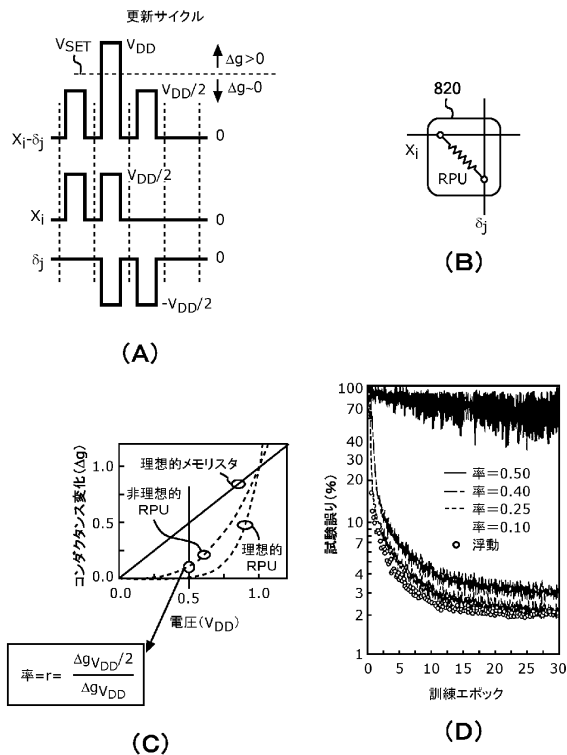 更新サイクル
VSET
VDD
Δg>0
Δg~0
VDD/2
Xi-δj
0
VDD/2
Xi
0
δj
0
-VDD/2
(A)
820
Xi
RPU
δj
(B)
コンダクタンス変化(Δg)
1.0
0.5
0.0
理想的メモリスタ
非理想的
RPU
理想的
RPU
0.5
1.0
電圧(VDD)
率=r= ΔgVDD/2
ΔgVDD
(C)
試験誤り(%)
100
70
40
30
20
10
7
4
3
2
1
率=0.50
率=0.40
率=0.25
率=0.10
浮動
0 5 10 15 20 25 30
訓練エポック
(D)